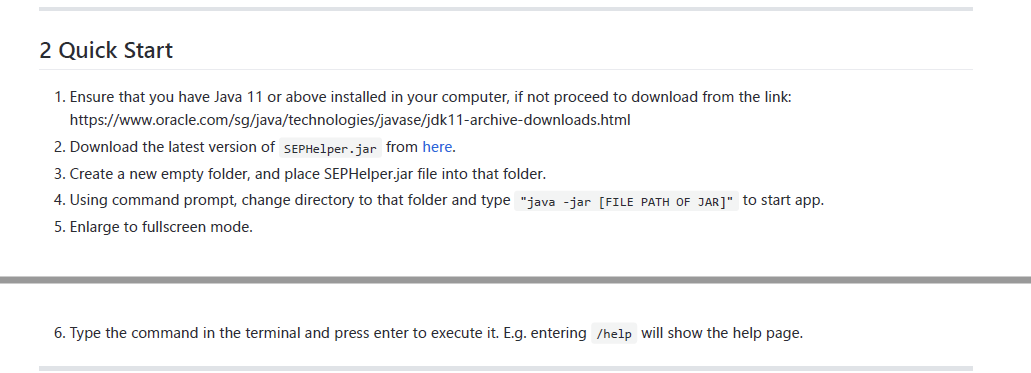 2 Quick Start
1. Ensure that you have Java 11 or above installed in your computer, if not proceed to download from the link:
https://www.oracle.com/sg/java/technologies/javase/jdk11-archive-downloads.html
2. Download the latest version of SEPHelper.jar from here.
3. Create a new empty folder, and place SEPHelper.jar file into that folder.
4. Using command prompt, change directory to that folder and type "java -jar [FILE PATH OF JAR]" to start app.
5. Enlarge to fullscreen mode.
6. Type the command in the terminal and press enter to execute it. E.g. entering /help will show the help page.